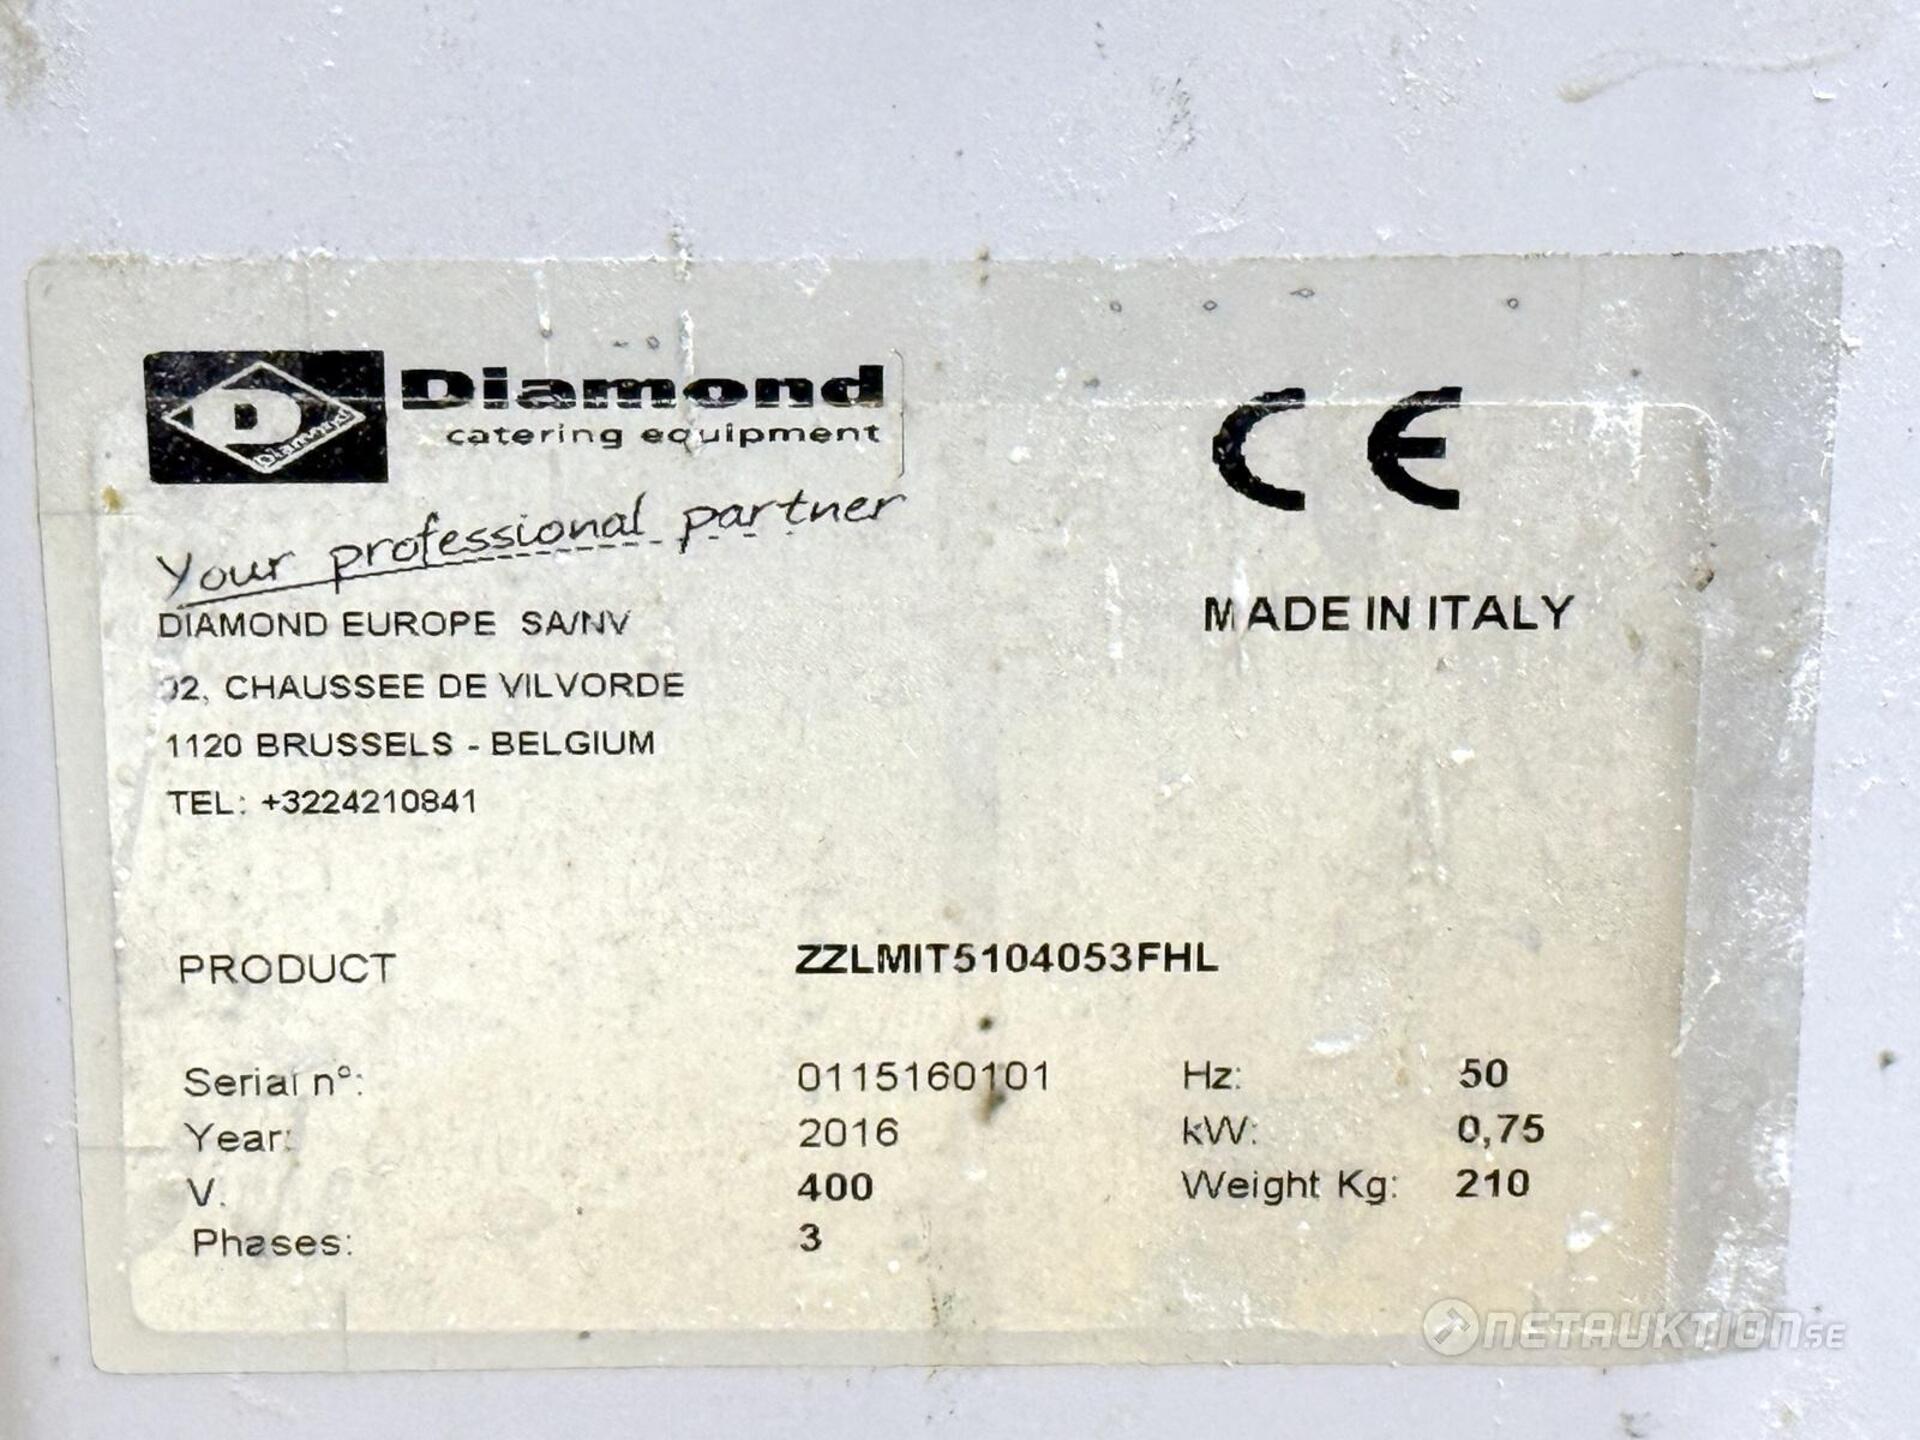 D
Diamond
Diamond
catering equipment
Your professional partner
DIAMOND EUROPE SA/NV
02, CHAUSSEE DE VILVORDE
1120 BRUSSELS - BELGIUM
TEL: +3224210841
CE
MADE IN ITALY
PRODUCT ZZLMIT5104053FHL
Serial n°: 0115160101 Hz: 50
Year: 2016 kW: 0,75
V. 400 Weight Kg: 210
Phases: 3
NETAUKTION.SE